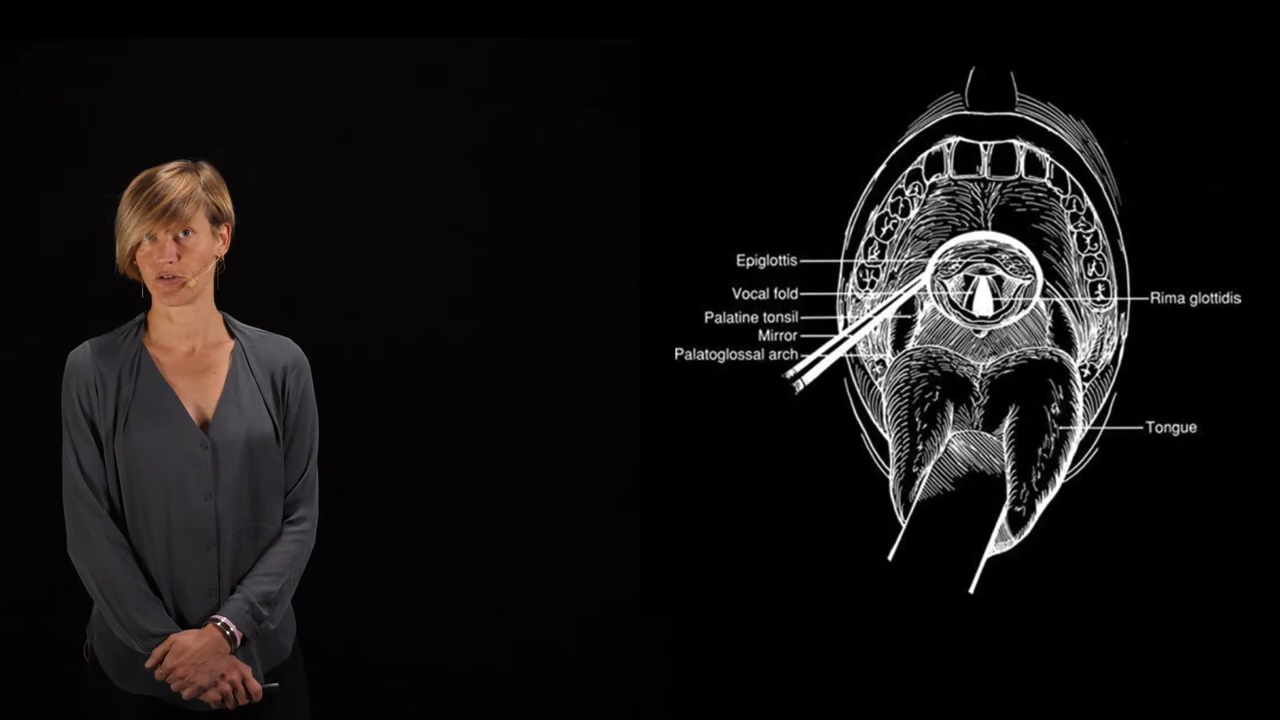 Epiglottis
Vocal fold
Palatine tonsil
Mirror
Palatoglossal arch
Rima glottidis
Tongue